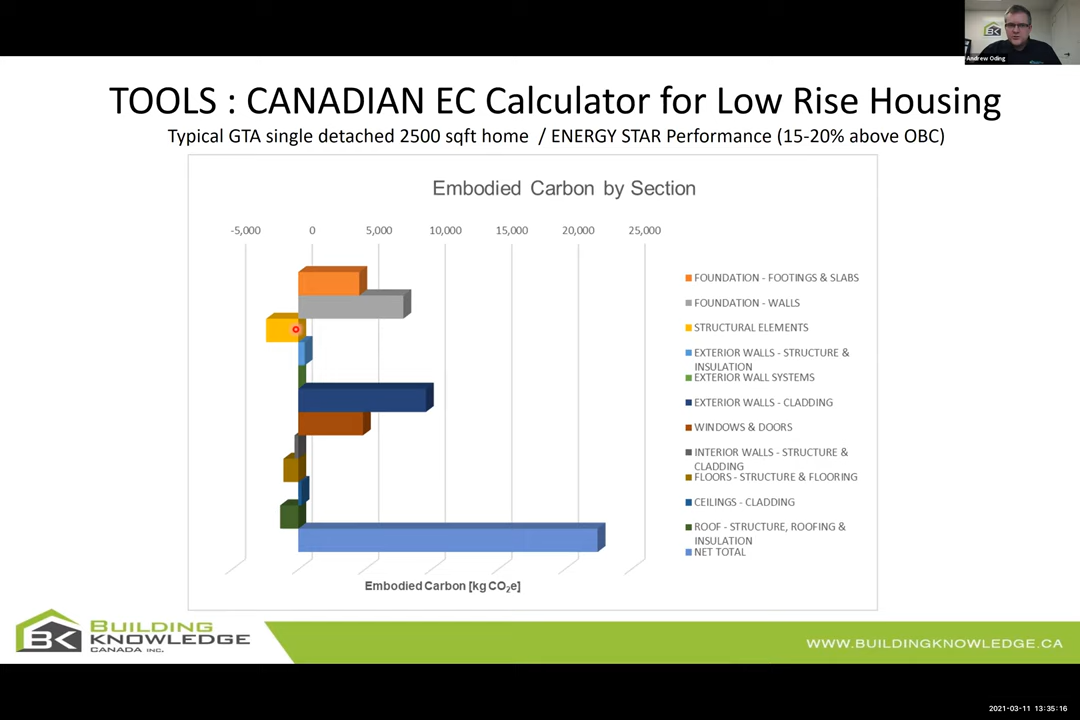 BK
Andrew Oding
TOOLS : CANADIAN EC Calculator for Low Rise Housing
Typical GTA single detached 2500 sqft home / ENERGY STAR Performance (15-20% above OBC)
Embodied Carbon by Section
-5,000 0 5,000 10,000 15,000 20,000 25,000
FOUNDATION - FOOTINGS & SLABS
FOUNDATION - WALLS
STRUCTURAL ELEMENTS
EXTERIOR WALLS - STRUCTURE &
INSULATION
EXTERIOR WALL SYSTEMS
EXTERIOR WALLS - CLADDING
WINDOWS & DOORS
INTERIOR WALLS - STRUCTURE &
CLADDING
FLOORS - STRUCTURE & FLOORING
CEILINGS - CLADDING
ROOF - STRUCTURE, ROOFING &
INSULATION
NET TOTAL
Embodied Carbon [kg CO₂e]
BK
BUILDING
KNOWLEDGE
CANADA INC.
WWW.BUILDINGKNOWLEDGE.CA
2021-03-11 13:35:16